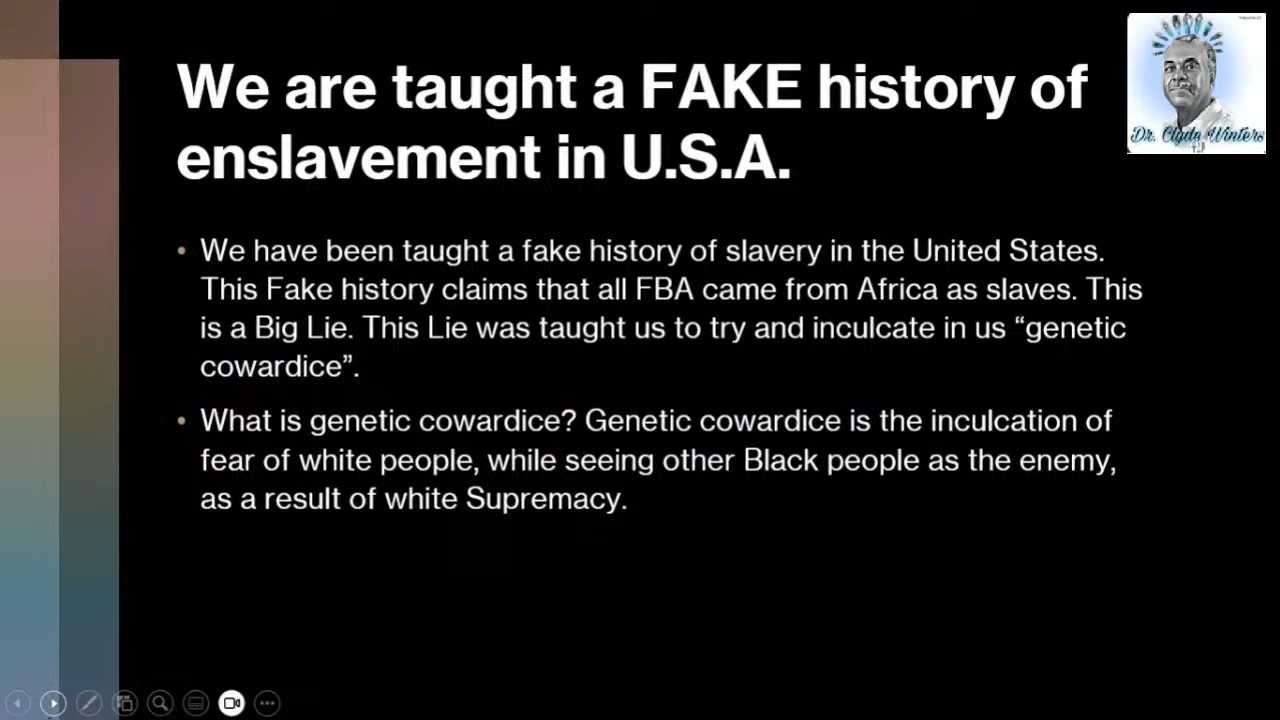 We are taught a FAKE history of
enslavement in U.S.A.
• We have been taught a fake history of slavery in the United States.
This Fake history claims that all FBA came from Africa as slaves. This
is a Big Lie. This Lie was taught us to try and inculcate in us “genetic
cowardice”.
• What is genetic cowardice? Genetic cowardice is the inculcation of
fear of white people, while seeing other Black people as the enemy,
as a result of white Supremacy.
Dr. Clyde Winters